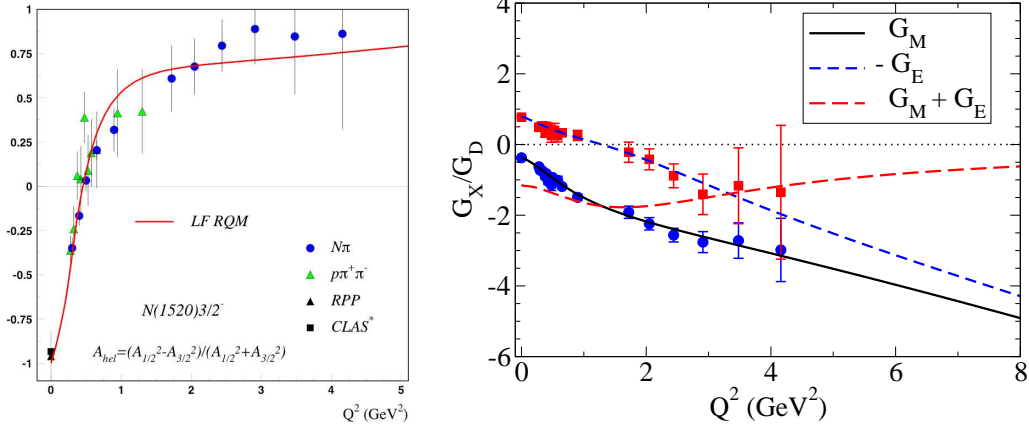 1
0.75
0.5
0.25
0
-0.25
-0.5
-0.75
-1
LF RQM
Nπ
pπ⁺π⁻
RPP
CLAS*
N(1520)3/2⁻
A_hel=(A_1/2²-A_3/2²)/(A_1/2²+A_3/2²)
0 1 2 3 4 5
Q² (GeV²)
4
2
0
-2
-4
-6
G_X/G_D
G_M
- G_E
G_M + G_E
0 2 4 6 8
Q² (GeV²)